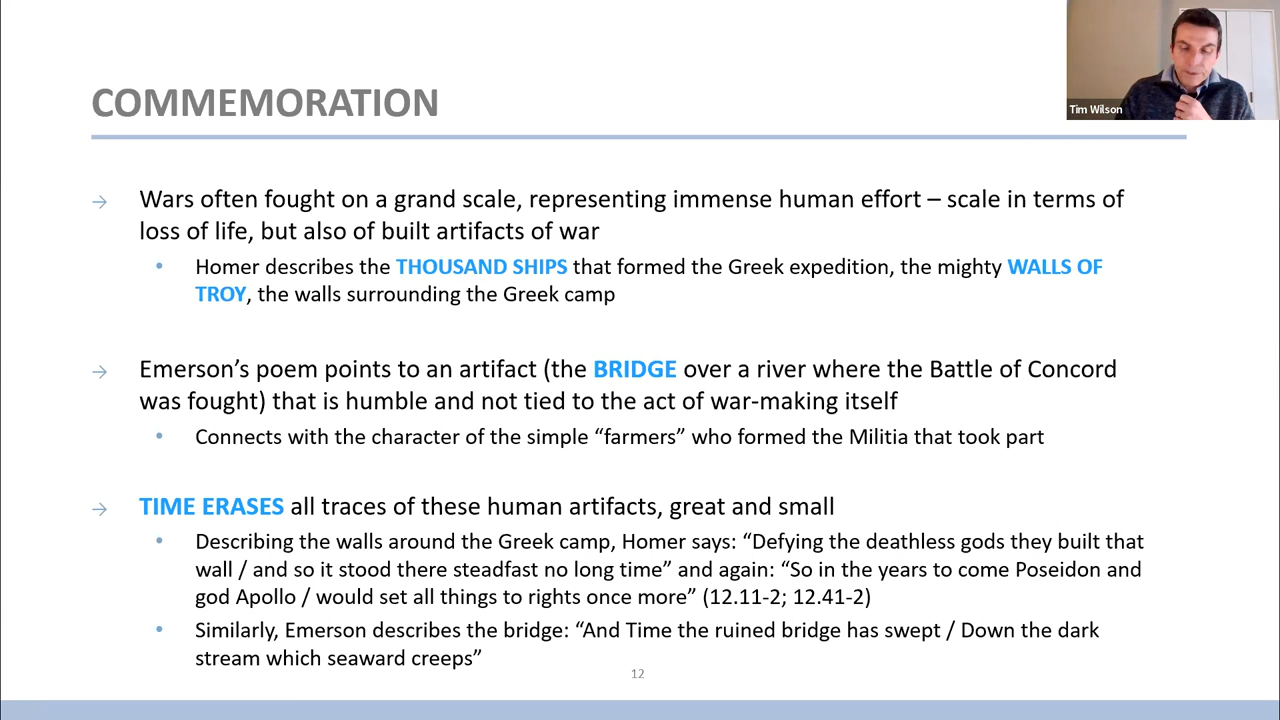 Tim Wilson
COMMEMORATION
→ Wars often fought on a grand scale, representing immense human effort – scale in terms of
loss of life, but also of built artifacts of war
• Homer describes the THOUSAND SHIPS that formed the Greek expedition, the mighty WALLS OF
TROY, the walls surrounding the Greek camp
→ Emerson’s poem points to an artifact (the BRIDGE over a river where the Battle of Concord
was fought) that is humble and not tied to the act of war-making itself
• Connects with the character of the simple “farmers” who formed the Militia that took part
→ TIME ERASES all traces of these human artifacts, great and small
• Describing the walls around the Greek camp, Homer says: “Defying the deathless gods they built that
wall / and so it stood there steadfast no long time” and again: “So in the years to come Poseidon and
god Apollo / would set all things to rights once more” (12.11-2; 12.41-2)
• Similarly, Emerson describes the bridge: “And Time the ruined bridge has swept / Down the dark
stream which seaward creeps”
12